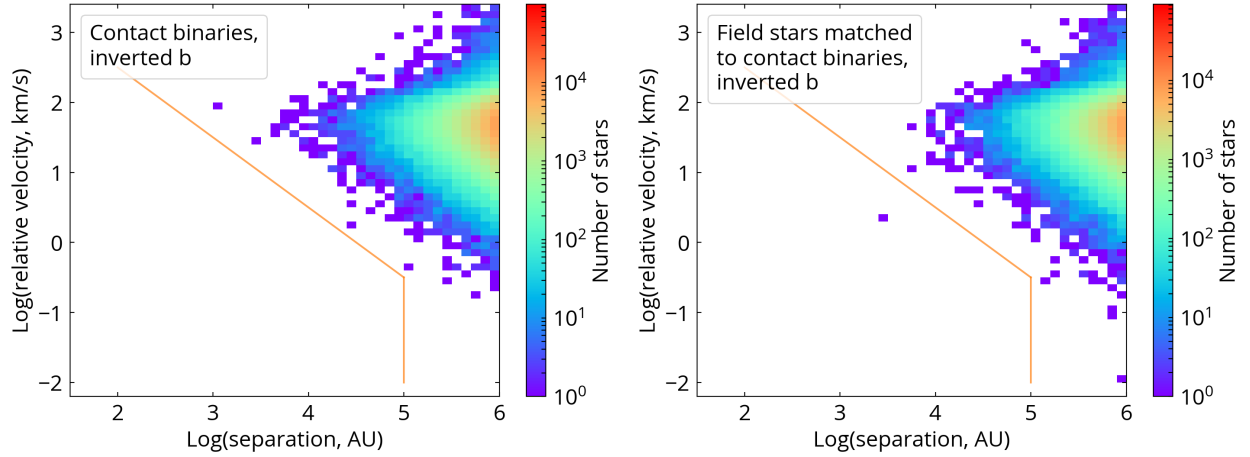 Contact binaries,
inverted b
Log(relative velocity, km/s)
3
2
1
0
−1
−2
2
3
4
5
6
Log(separation, AU)
10^4
10^3
10^2
10^1
10^0
Number of stars
Field stars matched
to contact binaries,
inverted b
Log(relative velocity, km/s)
3
2
1
0
−1
−2
2
3
4
5
6
Log(separation, AU)
10^4
10^3
10^2
10^1
10^0
Number of stars